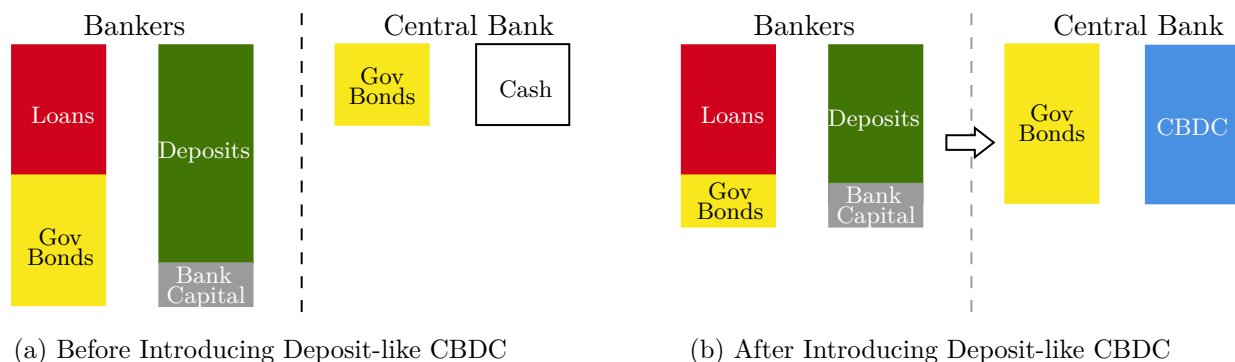 Bankers
Central Bank
Loans
Deposits
Gov
Bonds
Cash
Gov
Bonds
Bank
Capital
(a) Before Introducing Deposit-like CBDC
Bankers
Central Bank
Loans
Deposits
Gov
Bonds
CBDC
Gov
Bonds
Bank
Capital
(b) After Introducing Deposit-like CBDC